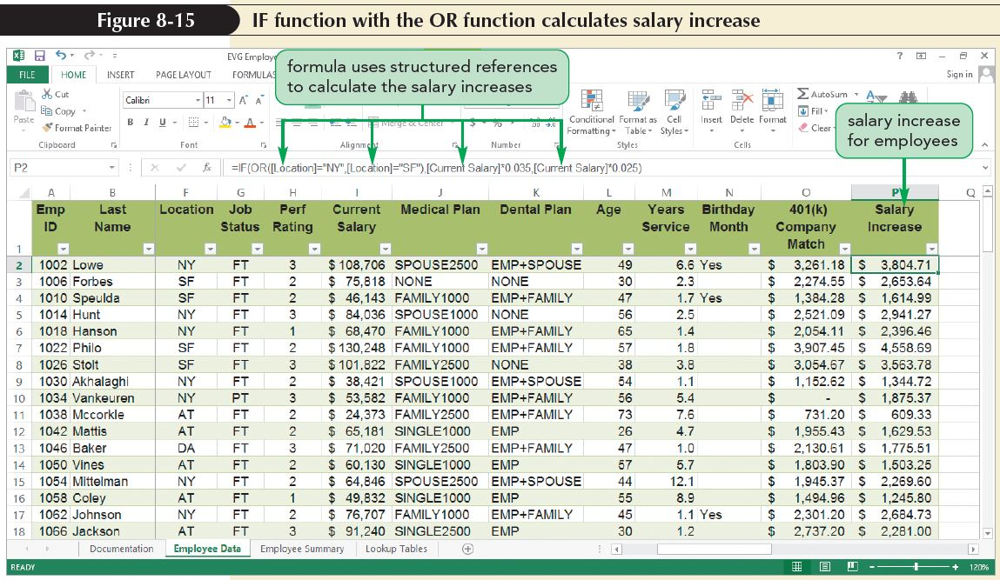 Figure 8-15 IF function with the OR function calculates salary increase
EVG Employe
? Sign in
FILE HOME INSERT PAGE LAYOUT FORMULAS
formula uses structured references
to calculate the salary increases
Paste Cut
Copy
Format Painter
Calibri 11 A A
B I U A
Merge & Center
$ % , .00 .0
Conditional Format as Cell
Formatting Table Styles
Insert Delete Format
AutoSum
Fill
Clear
Clipboard Font Alignment Number Styles Cells
salary increase
for employees
P2 fx =IF(OR([Location]="NY",[Location]="SF"),[Current Salary]*0.035,[Current Salary]*0.025)
A B F G H I J K L M N O P Q
Emp Last Location Job Perf Current Medical Plan Dental Plan Age Years Birthday 401(k) Salary
ID Name Status Rating Salary Service Month Company Increase
1 Match
2 1002 Lowe NY FT 3 $ 108,706 SPOUSE2500 EMP+SPOUSE 49 6.6 Yes $ 3,261.18 $ 3,804.71
3 1006 Forbes SF FT 2 $ 75,818 NONE NONE 30 2.3 $ 2,274.55 $ 2,653.64
4 1010 Speulda SF FT 2 $ 46,143 FAMILY1000 EMP+FAMILY 47 1.7 Yes $ 1,384.28 $ 1,614.99
5 1014 Hunt NY FT 3 $ 84,036 SPOUSE1000 NONE 56 2.5 $ 2,521.09 $ 2,941.27
6 1018 Hanson NY FT 1 $ 68,470 FAMILY1000 EMP+FAMILY 65 1.4 $ 2,054.11 $ 2,396.46
7 1022 Philo SF FT 2 $ 130,248 FAMILY1000 EMP+FAMILY 57 1.8 $ 3,907.45 $ 4,558.69
8 1026 Stolt SF FT 3 $ 101,822 FAMILY2500 NONE 38 3.8 $ 3,054.67 $ 3,563.78
9 1030 Akhalaghi NY FT 2 $ 38,421 SPOUSE1000 EMP+SPOUSE 54 1.1 $ 1,152.62 $ 1,344.72
10 1034 Vankeuren NY PT 3 $ 53,582 FAMILY1000 EMP+FAMILY 56 5.4 $ - $ 1,875.37
11 1038 Mccorkle AT FT 2 $ 24,373 FAMILY2500 EMP+FAMILY 73 7.6 $ 731.20 $ 609.33
12 1042 Mattis AT FT 2 $ 65,181 SINGLE1000 EMP 26 4.7 $ 1,955.43 $ 1,629.53
13 1046 Baker DA FT 3 $ 71,020 FAMILY2500 EMP+FAMILY 47 1.0 $ 2,130.61 $ 1,775.51
14 1050 Vines AT FT 2 $ 60,130 SINGLE1000 EMP 57 5.7 $ 1,803.90 $ 1,503.25
15 1054 Mittelman NY FT 2 $ 64,846 SPOUSE2500 EMP+SPOUSE 44 12.1 $ 1,945.37 $ 2,269.60
16 1058 Coley AT FT 1 $ 49,832 SINGLE1000 EMP 55 8.9 $ 1,494.96 $ 1,245.80
17 1062 Johnson NY FT 2 $ 76,707 FAMILY1000 EMP+FAMILY 45 1.1 Yes $ 2,301.20 $ 2,684.73
18 1066 Jackson AT FT 3 $ 91,240 SINGLE2500 EMP 30 1.2 $ 2,737.20 $ 2,281.00
Documentation Employee Data Employee Summary Lookup Tables
READY 120%